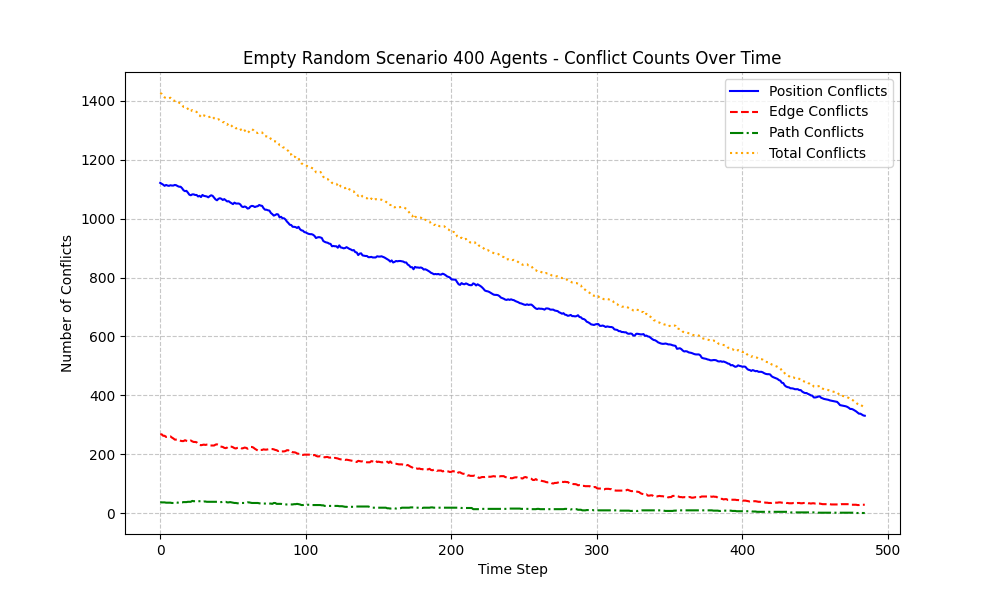 Empty Random Scenario 400 Agents - Conflict Counts Over Time
Position Conflicts
Edge Conflicts
Path Conflicts
Total Conflicts
Number of Conflicts
1400
1200
1000
800
600
400
200
0
0 100 200 300 400 500
Time Step